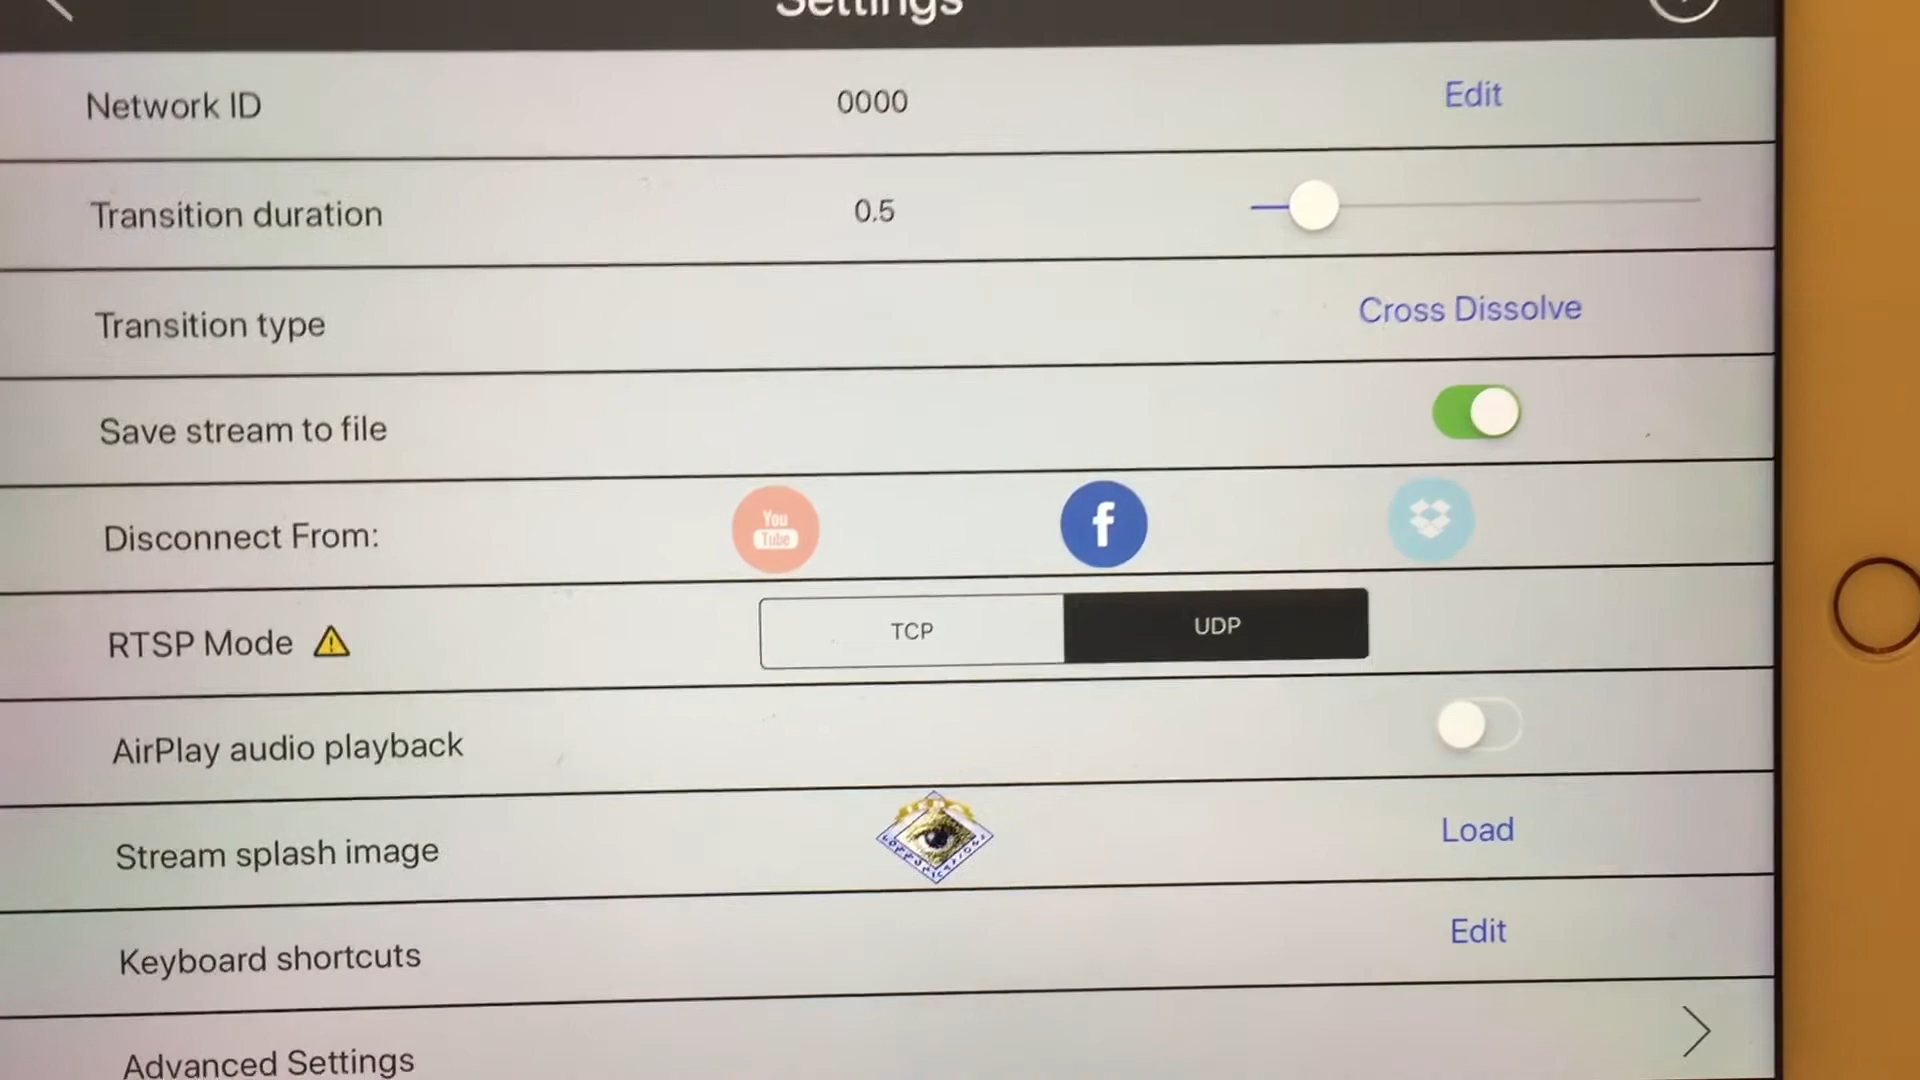 Settings
Network ID 0000 Edit
Transition duration 0.5
Transition type Cross Dissolve
Save stream to file
Disconnect From: You Tube f
RTSP Mode TCP UDP
AirPlay audio playback
Stream splash image Load
Keyboard shortcuts Edit
Advanced Settings